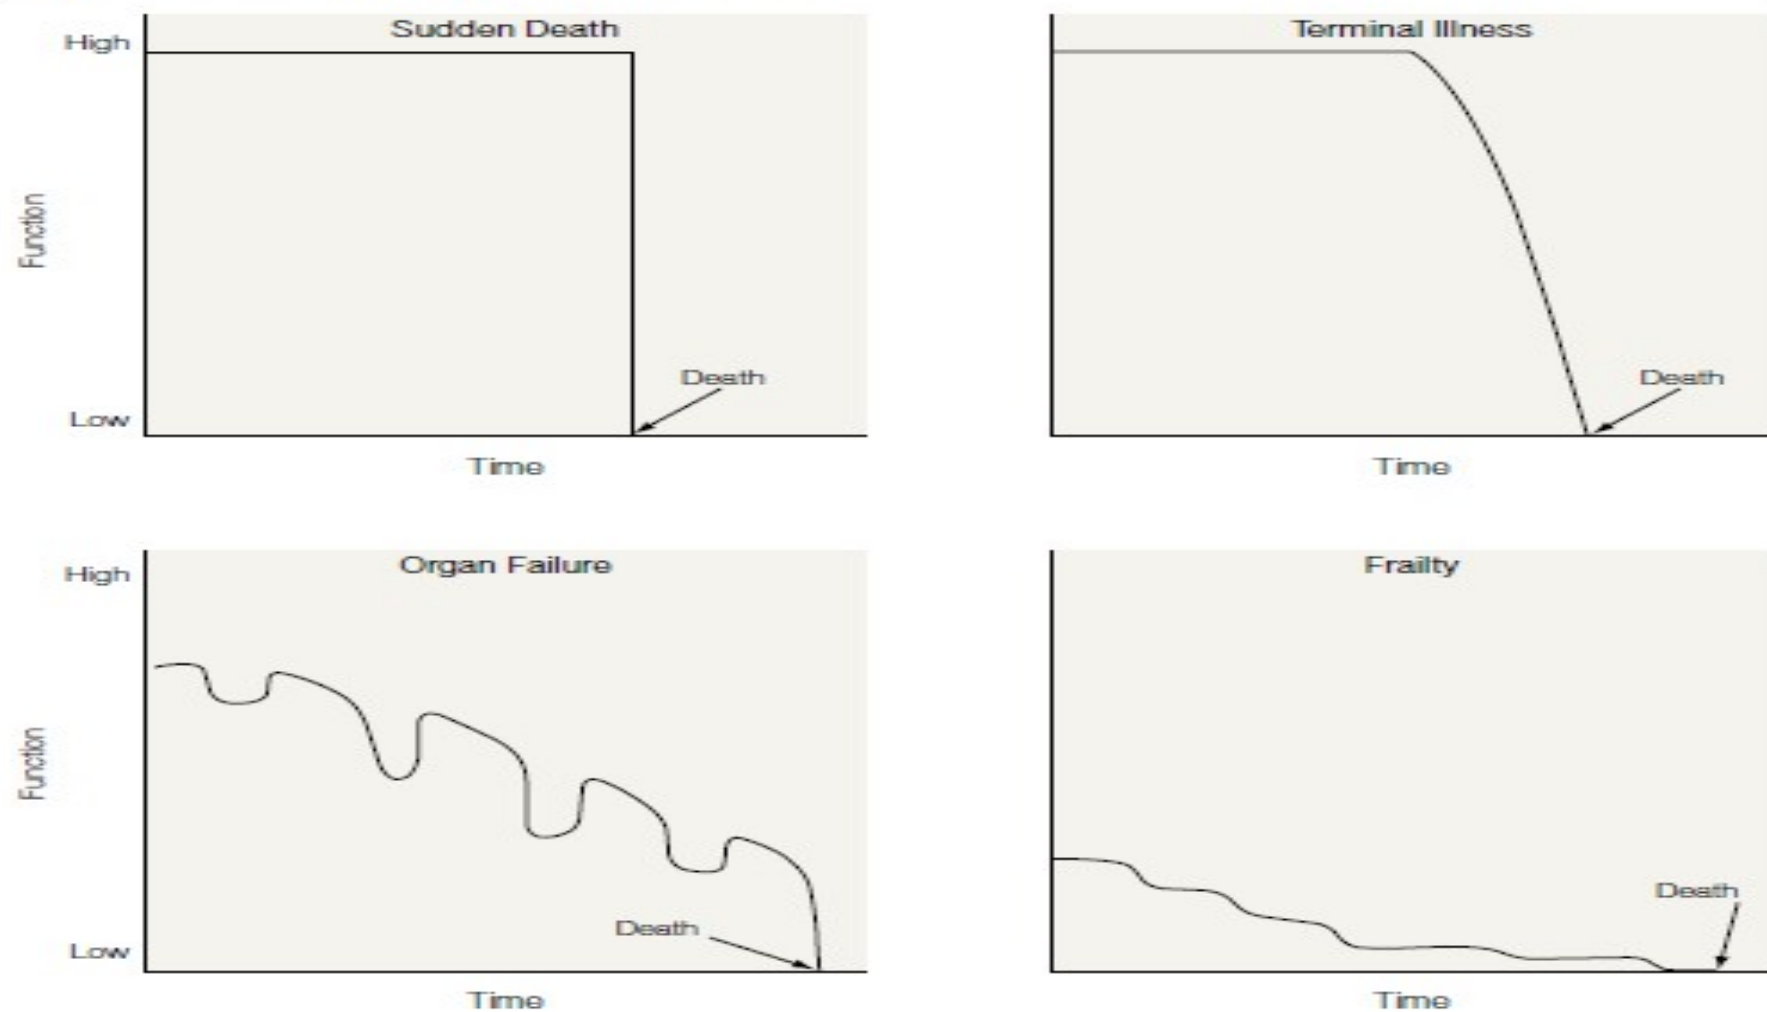 Sudden Death
High
Function
Death
Low
Time
Terminal Illness
Death
Time
Organ Failure
High
Function
Death
Low
Time
Frailty
Death
Time